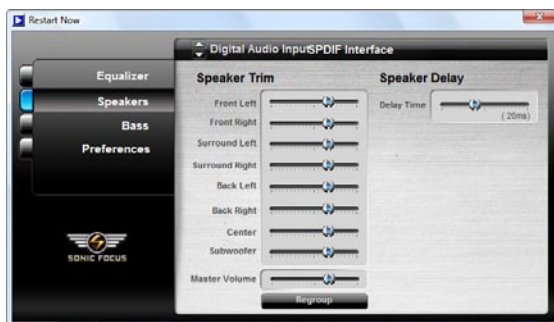 Restart Now
Digital Audio InputSPDIF Interface
Equalizer
Speakers
Bass
Preferences
SONIC FOCUS
Speaker Trim
Front Left
Front Right
Surround Left
Surround Right
Back Left
Back Right
Center
Subwoofer
Master Volume
Regroup
Speaker Delay
Delay Time
( 20ms)